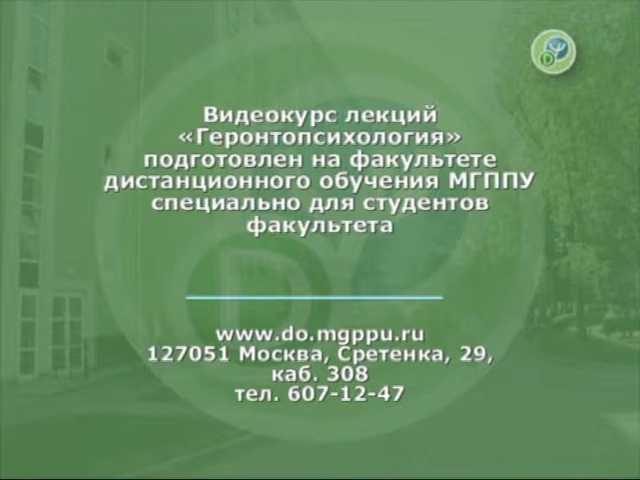 Видеокурс лекций
«Геронтопсихология»
подготовлен на факультете
дистанционного обучения МГППУ
специально для студентов
факультета
www.do.mgppu.ru
127051 Москва, Сретенка, 29,
каб. 308
тел. 607-12-47
D
D